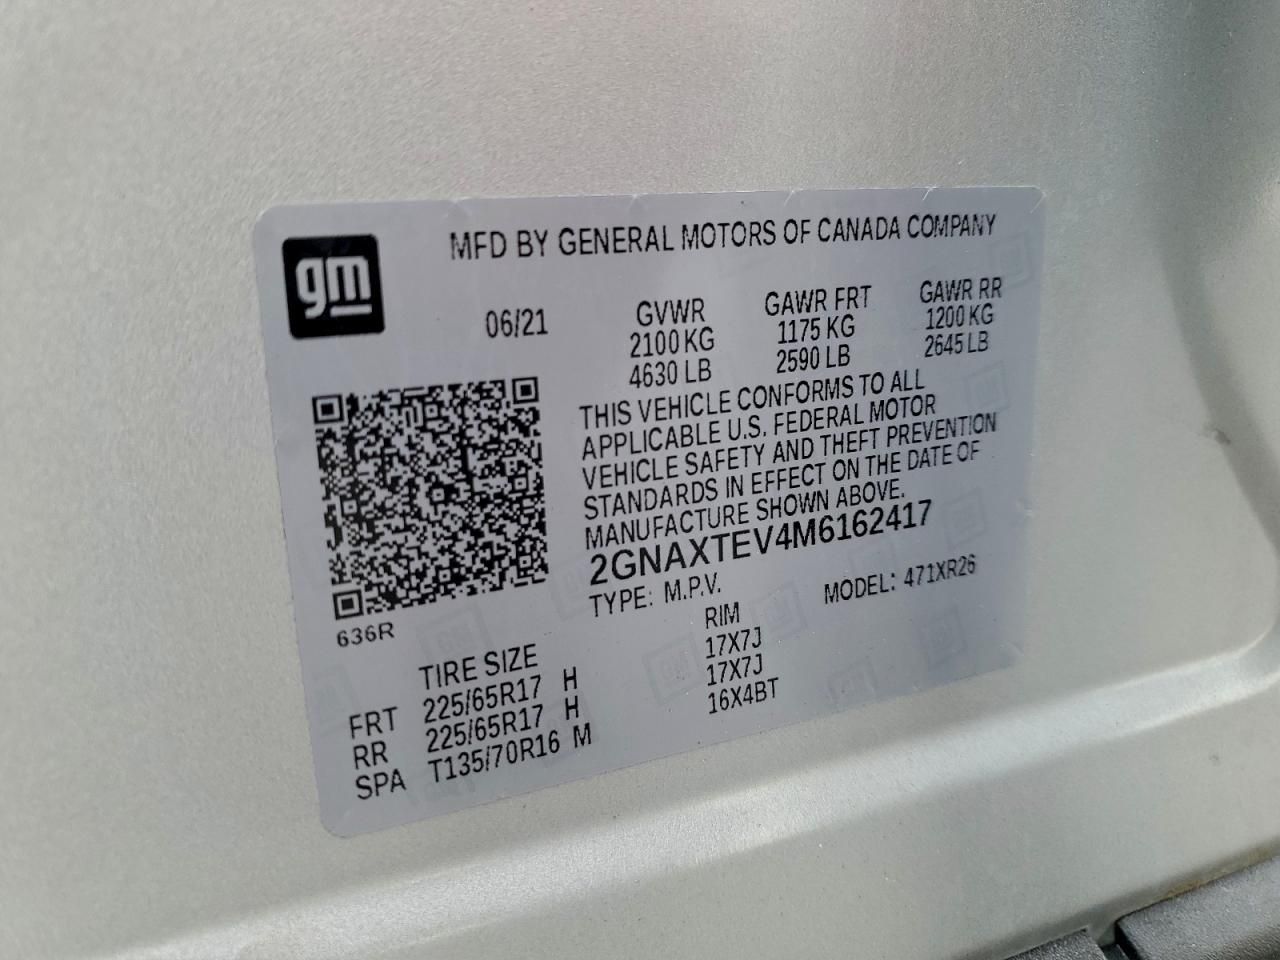 gm
MFD BY GENERAL MOTORS OF CANADA COMPANY
06/21
GVWR GAWR FRT GAWR RR
2100 KG 1175 KG 1200 KG
4630 LB 2590 LB 2645 LB
THIS VEHICLE CONFORMS TO ALL
APPLICABLE U.S. FEDERAL MOTOR
VEHICLE SAFETY AND THEFT PREVENTION
STANDARDS IN EFFECT ON THE DATE OF
MANUFACTURE SHOWN ABOVE.
2GNAXTEV4M6162417
TYPE: M.P.V. MODEL: 471XR26
636R
TIRE SIZE RIM
FRT 225/65R17 H 17X7J
RR 225/65R17 H 17X7J
SPA T135/70R16 M 16X4BT